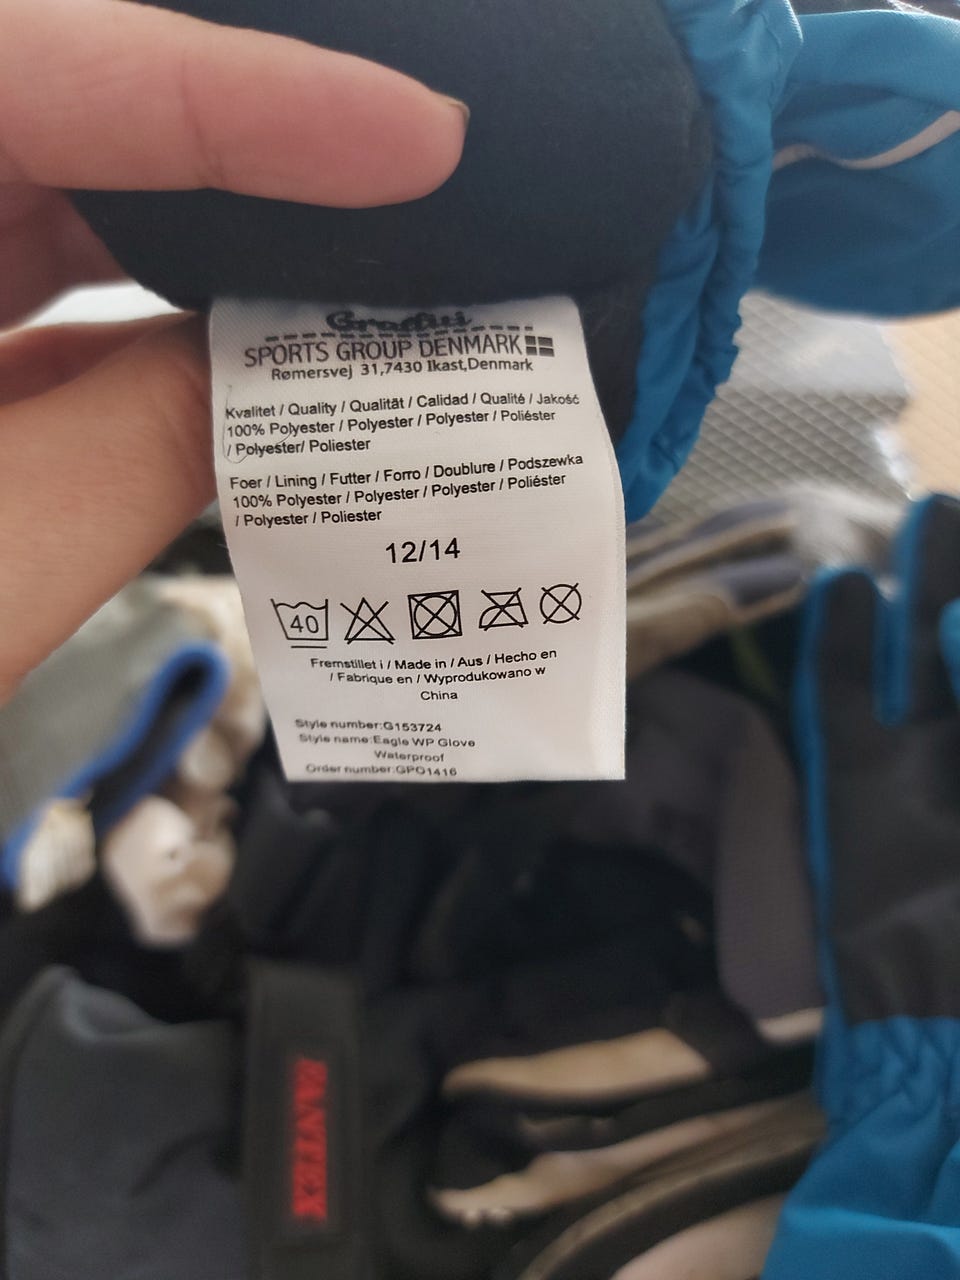 Graffiti
SPORTS GROUP DENMARK
Rømersvej 31,7430 Ikast,Denmark
Kvalitet / Quality / Qualität / Calidad / Qualité / Jakość
100% Polyester / Polyester / Polyester / Poliéster
/ Polyester/ Poliester
Foer / Lining / Futter / Forro / Doublure / Podszewka
100% Polyester / Polyester / Polyester / Poliéster
/ Polyester / Poliester
12/14
40
Fremstillet i / Made in / Aus / Hecho en
/ Fabrique en / Wyprodukowano w
China
Style number:G153724
Style name:Eagle WP Glove
Waterproof
Order number:GPO1416